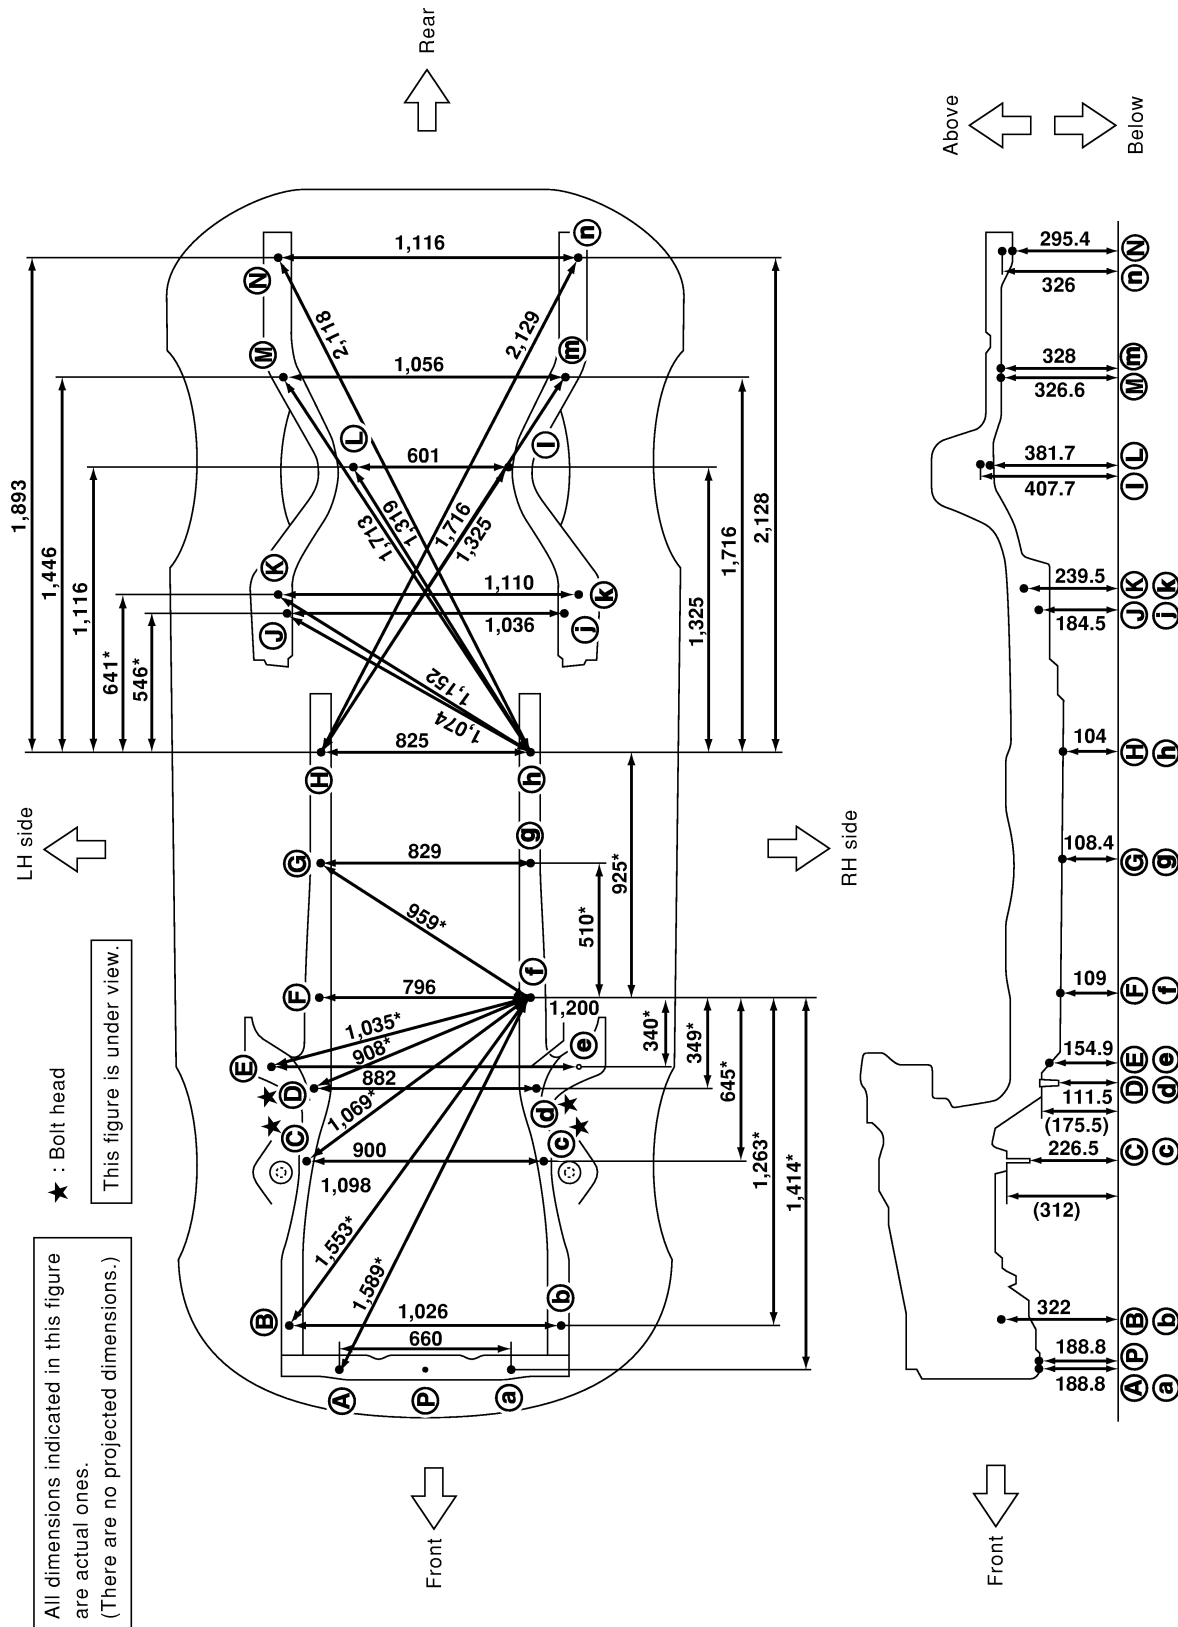 All dimensions indicated in this figure
are actual ones.
(There are no projected dimensions.)
★ : Bolt head
This figure is under view.
LH side
RH side
Front
Rear
1,893
1,446
1,116
641*
546*
1,116
1,056
601
1,110
1,036
825
829
796
882
900
1,026
660
2,118
2,129
1,713
1,319
1,716
1,325
1,152
1,074
959*
1,035*
908*
1,069*
1,098
1,553*
1,589*
1,200
1,325
1,716
2,128
925*
510*
340*
349*
645*
1,263*
1,414*
N
n
M
m
L
l
K
k
J
j
H
h
G
g
F
f
E
e
D
d
C
c
B
b
A
P
a
Above
Below
Front
295.4
326
328
326.6
381.7
407.7
239.5
184.5
104
108.4
109
154.9
111.5
(175.5)
226.5
(312)
322
188.8
188.8
N
n
m
M
L
l
K k
J j
H h
G g
F f
E e
D d
C c
B b
P
A a